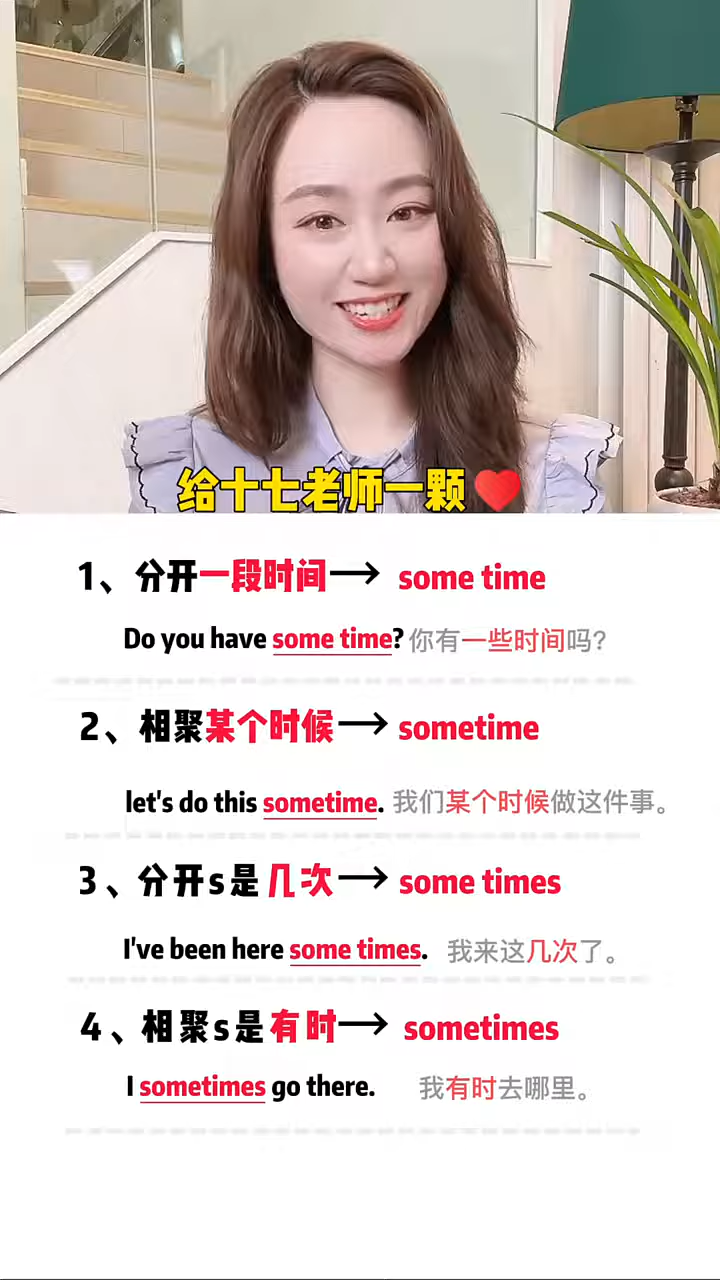 给十七老师一颗❤️
1、分开一段时间→ some time
Do you have some time? 你有一些时间吗?
2、相聚某个时候→ sometime
let's do this sometime. 我们某个时候做这件事。
3、分开s是几次→ some times
I've been here some times. 我来这几次了。
4、相聚s是有时→ sometimes
I sometimes go there. 我有时去哪里。